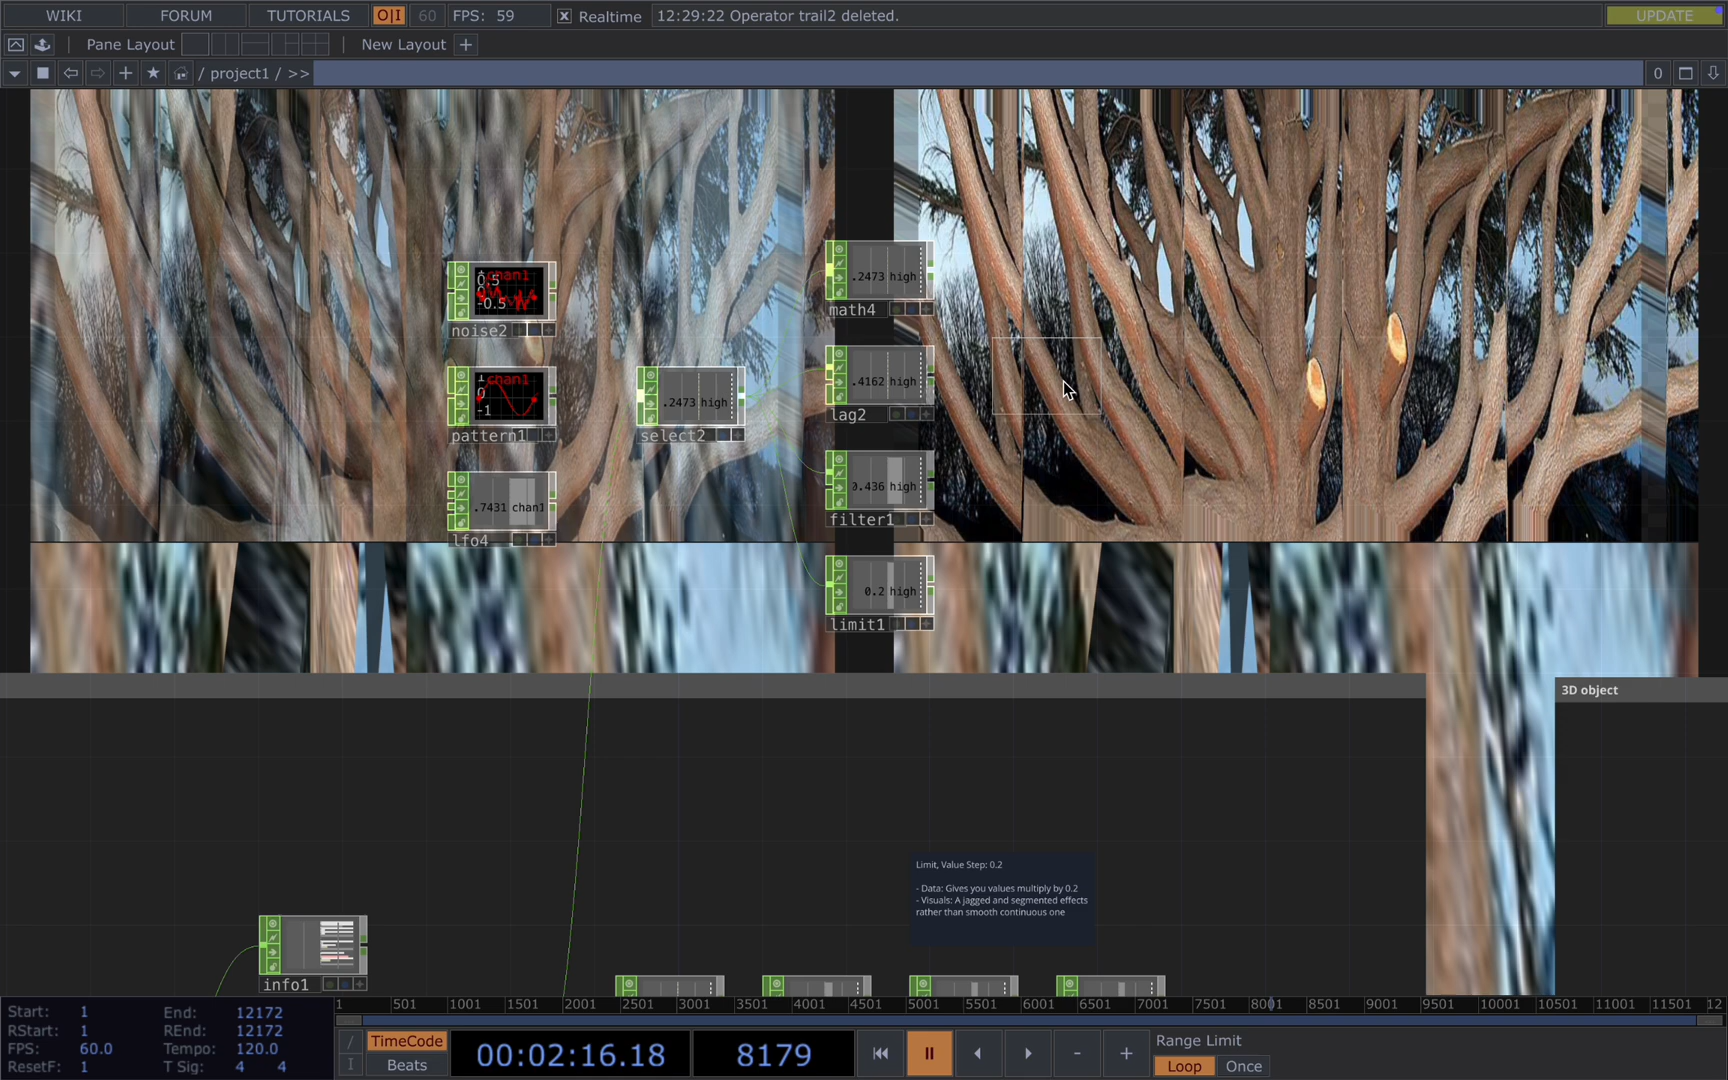 WIKI FORUM TUTORIALS O|I 60 FPS: 59 Realtime 12:29:22 Operator trail2 deleted. UPDATE
Pane Layout New Layout +
/ project1 / >> 0
chan1
0.5
0
-0.5
noise2
.2473 high
math4
chan1
0
-1
pattern1
.2473 high
select2
.4162 high
lag2
.7431 chan1
lfo4
0.436 high
filter1
0.2 high
limit1
3D object
Limit, Value Step: 0.2
- Data: Gives you values multiply by 0.2
- Visuals: A jagged and segmented effects
rather than smooth continuous one
info1
1 501 1001 1501 2001 2501 3001 3501 4001 4501 5001 5501 6001 6501 7001 7501 8001 8501 9001 9501 10001 10501 11001 11501 12
Start: 1 End: 12172
RStart: 1 REnd: 12172
FPS: 60.0 Tempo: 120.0
ResetF: 1 T Sig: 4 4
TimeCode
Beats
00:02:16.18 8179
- +
Range Limit
Loop Once